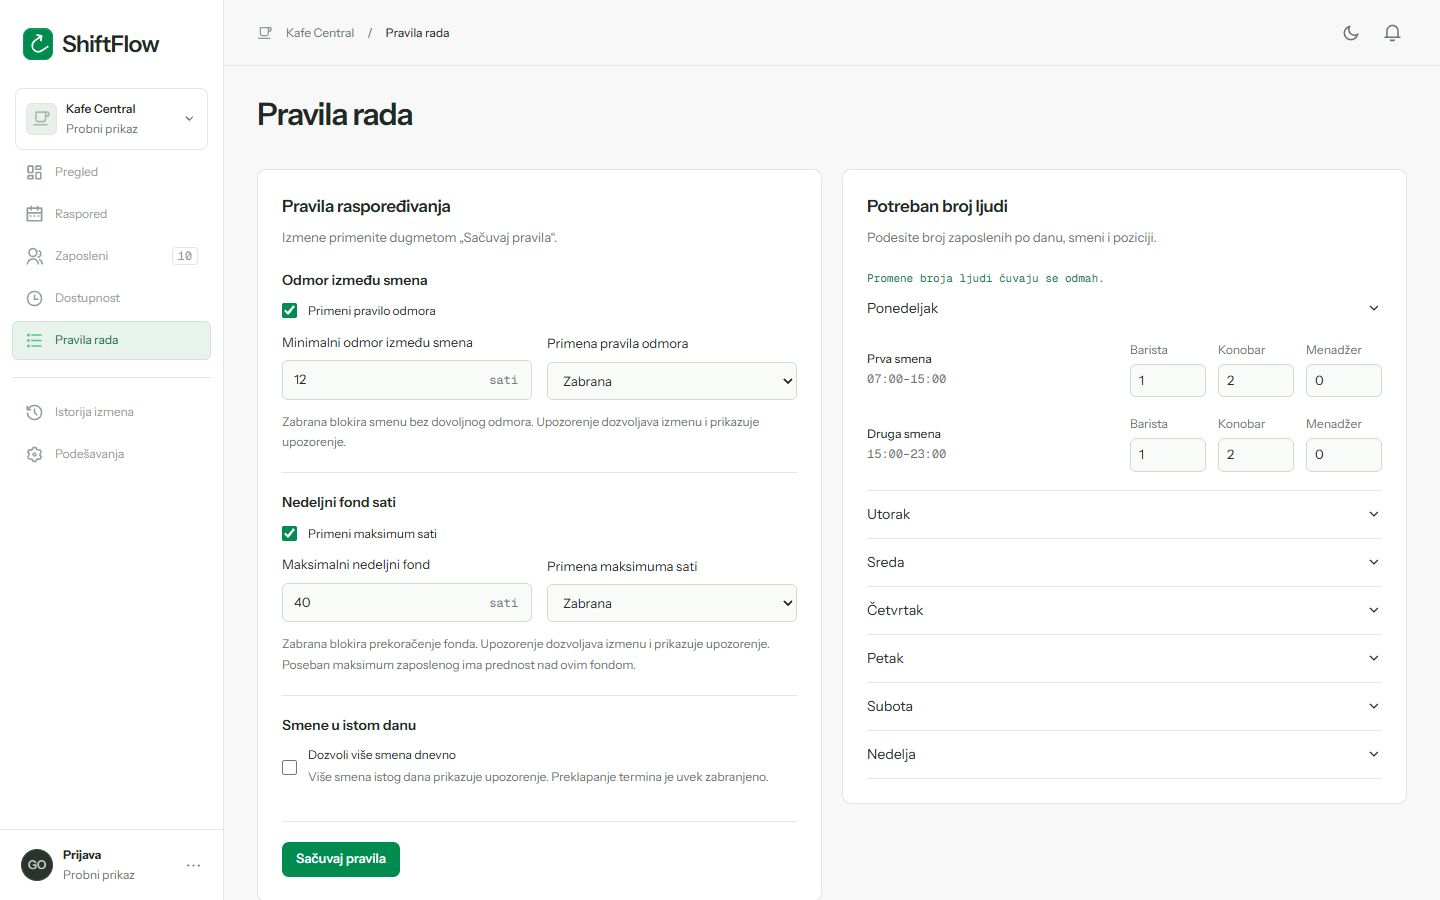 ShiftFlow
Kafe Central
Probni prikaz
Pregled
Raspored
Zaposleni 10
Dostupnost
Pravila rada
Istorija izmena
Podešavanja
GO
Prijava
Probni prikaz
Kafe Central / Pravila rada
Pravila rada
Pravila raspoređivanja
Izmene primenite dugmetom „Sačuvaj pravila“.
Odmor između smena
Primeni pravilo odmora
Minimalni odmor između smena
12 sati
Primena pravila odmora
Zabrana
Zabrana blokira smenu bez dovoljnog odmora. Upozorenje dozvoljava izmenu i prikazuje
upozorenje.
Nedeljni fond sati
Primeni maksimum sati
Maksimalni nedeljni fond
40 sati
Primena maksimuma sati
Zabrana
Zabrana blokira prekoračenje fonda. Upozorenje dozvoljava izmenu i prikazuje upozorenje.
Poseban maksimum zaposlenog ima prednost nad ovim fondom.
Smene u istom danu
Dozvoli više smena dnevno
Više smena istog dana prikazuje upozorenje. Preklapanje termina je uvek zabranjeno.
Sačuvaj pravila
Potreban broj ljudi
Podesite broj zaposlenih po danu, smeni i poziciji.
Promene broja ljudi čuvaju se odmah.
Ponedeljak
Prva smena
07:00–15:00
Barista
1
Konobar
2
Menadžer
0
Druga smena
15:00–23:00
Barista
1
Konobar
2
Menadžer
0
Utorak
Sreda
Četvrtak
Petak
Subota
Nedelja